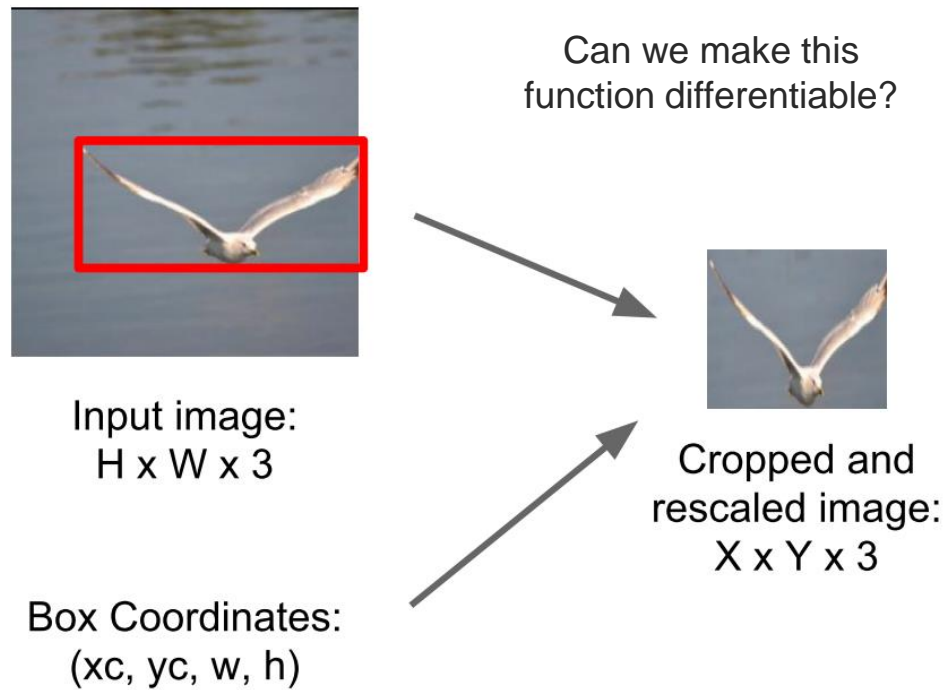 Can we make this
function differentiable?
Input image:
H x W x 3
Cropped and
rescaled image:
X x Y x 3
Box Coordinates:
(xc, yc, w, h)